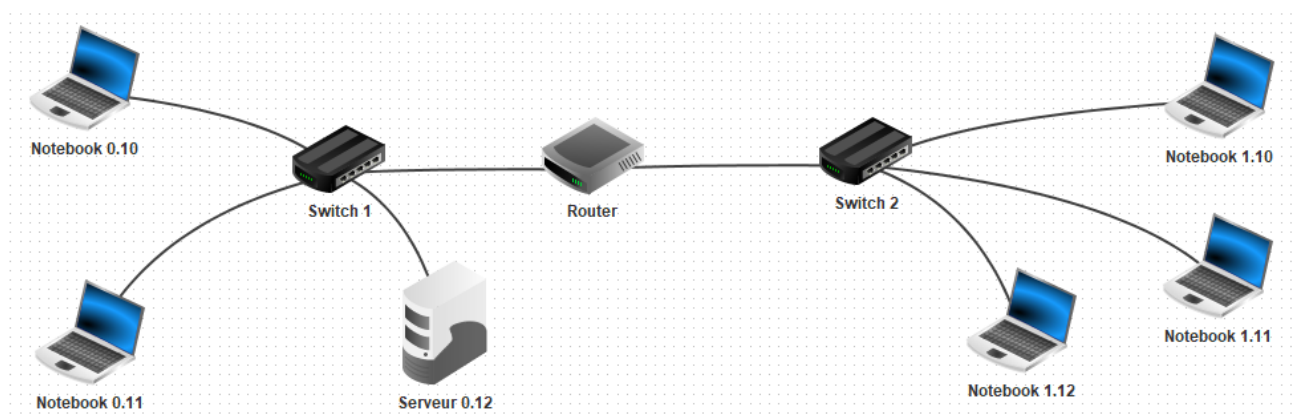 Notebook 0.10
Switch 1
Router
Switch 2
Notebook 1.10
Notebook 0.11
Serveur 0.12
Notebook 1.12
Notebook 1.11